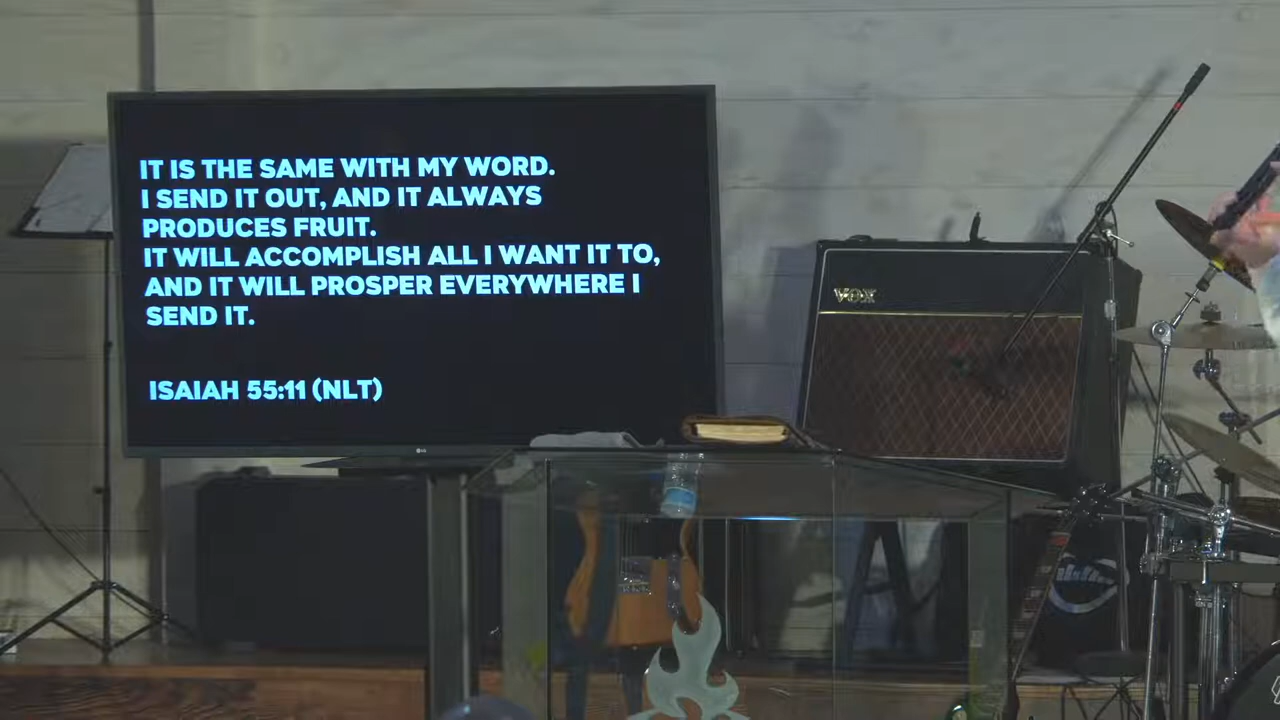 IT IS THE SAME WITH MY WORD.
I SEND IT OUT, AND IT ALWAYS
PRODUCES FRUIT.
IT WILL ACCOMPLISH ALL I WANT IT TO,
AND IT WILL PROSPER EVERYWHERE I
SEND IT.
ISAIAH 55:11 (NLT)
VOX
LG